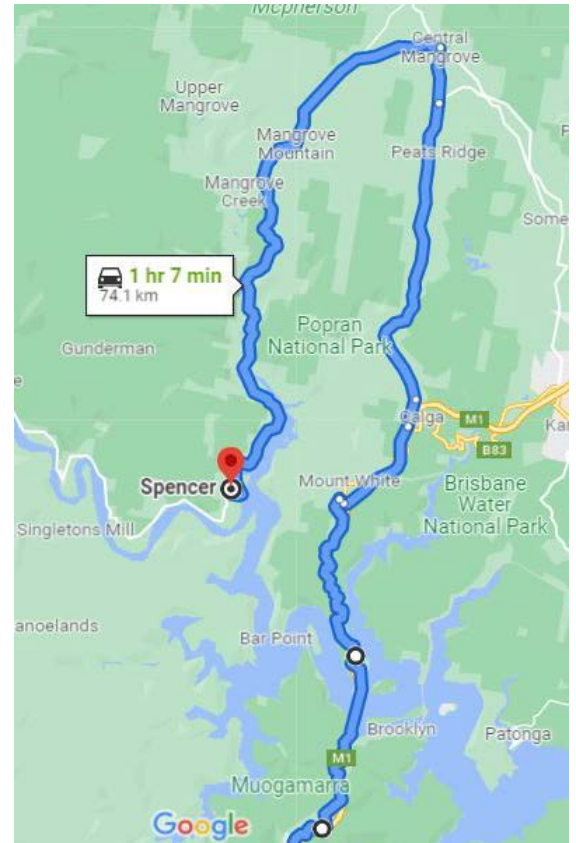 Mcpherson
Central
Mangrove
Upper
Mangrove
Mangrove
Mountain
Peats Ridge
Mangrove
Creek
Some
1 hr 7 min
74.1 km
Popran
National Park
Gunderman
e
Calga
M1
Ka
B83
Spencer
Mount White
Brisbane
Water
National Park
Singletons Mill
anoelands
Bar Point
Brooklyn
Patonga
M1
Muogamarra
Google